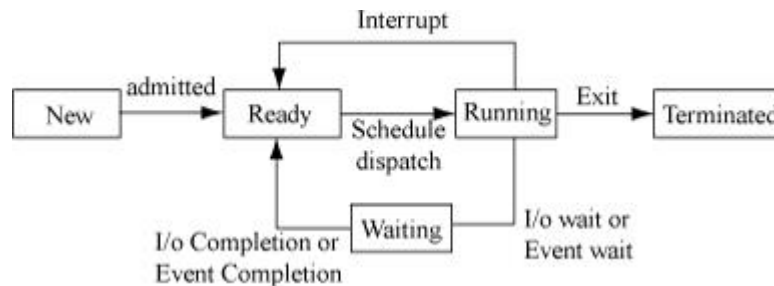 Interrupt
admitted
New
Ready
Running
Exit
Terminated
Schedule
dispatch
Waiting
I/o Completion or
Event Completion
I/o wait or
Event wait